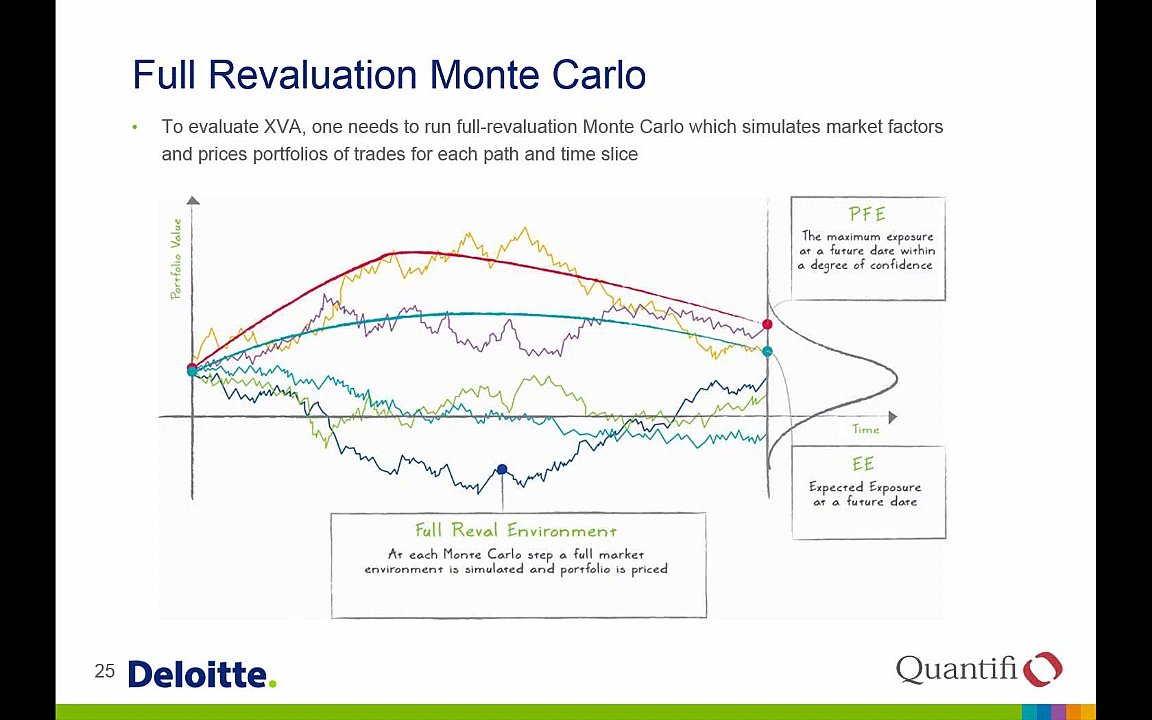 Full Revaluation Monte Carlo
• To evaluate XVA, one needs to run full-revaluation Monte Carlo which simulates market factors
and prices portfolios of trades for each path and time slice
Portfolio Value
PFE
The maximum exposure
at a future date within
a degree of confidence
Time
EE
Expected Exposure
at a future date
Full Reval Environment
At each Monte Carlo step a full market
environment is simulated and portfolio is priced
25
Deloitte.
Quantifi